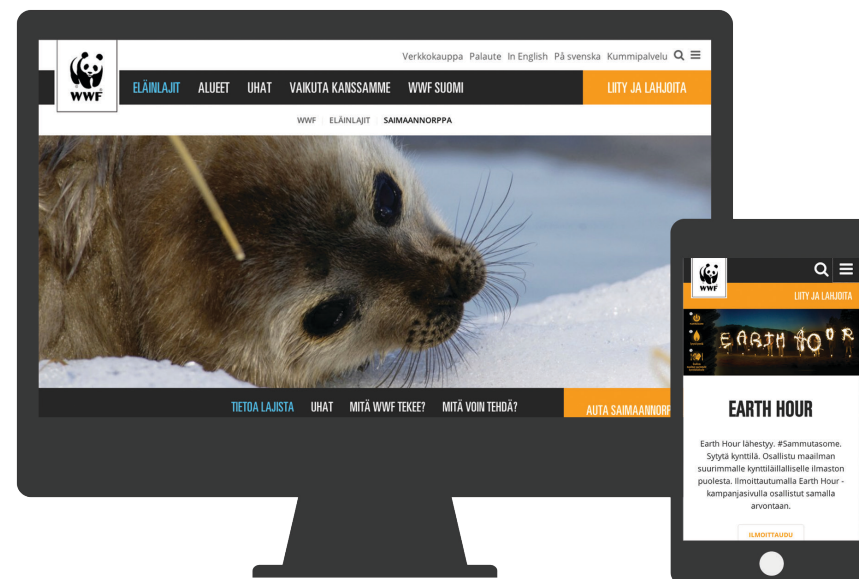 Verkkokauppa Palaute In English På svenska Kummipalvelu
WWF
ELÄINLAJIT ALUEET UHAT VAIKUTA KANSSAMME WWF SUOMI LIITY JA LAHJOITA
WWF ELÄINLAJIT SAIMAANNORPPA
TIETOA LAJISTA UHAT MITÄ WWF TEKEE? MITÄ VOIN TEHDÄ? AUTA SAIMAANNORP
WWF
LIITY JA LAHJOITA
EARTH HOUR
EARTH HOUR
Earth Hour lähestyy. #Sammutasome.
Sytytä kynttilä. Osallistu maailman
suurimmalle kynttiläillalliselle ilmaston
puolesta. Ilmoittautumalla Earth Hour -
kampanjasivulla osallistut samalla
arvontaan.
ILMOITTAUDU